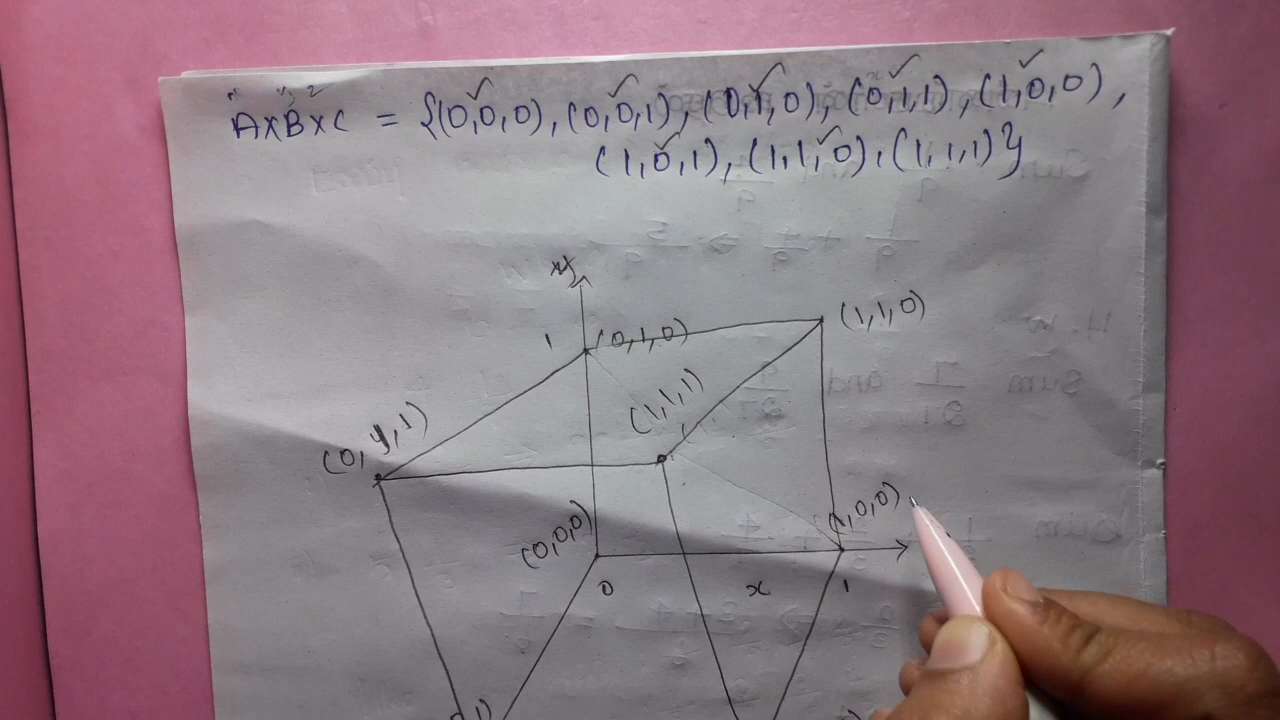 A×B×C = {(0,0,0), (0,0,1), (0,1,0), (0,1,1), (1,0,0),
(1,0,1), (1,1,0), (1,1,1)}
y
1 (0,1,0) (1,1,0)
(1,1,1)
(0,1,1)
(1,0,0)
(0,0,0)
0 x 1